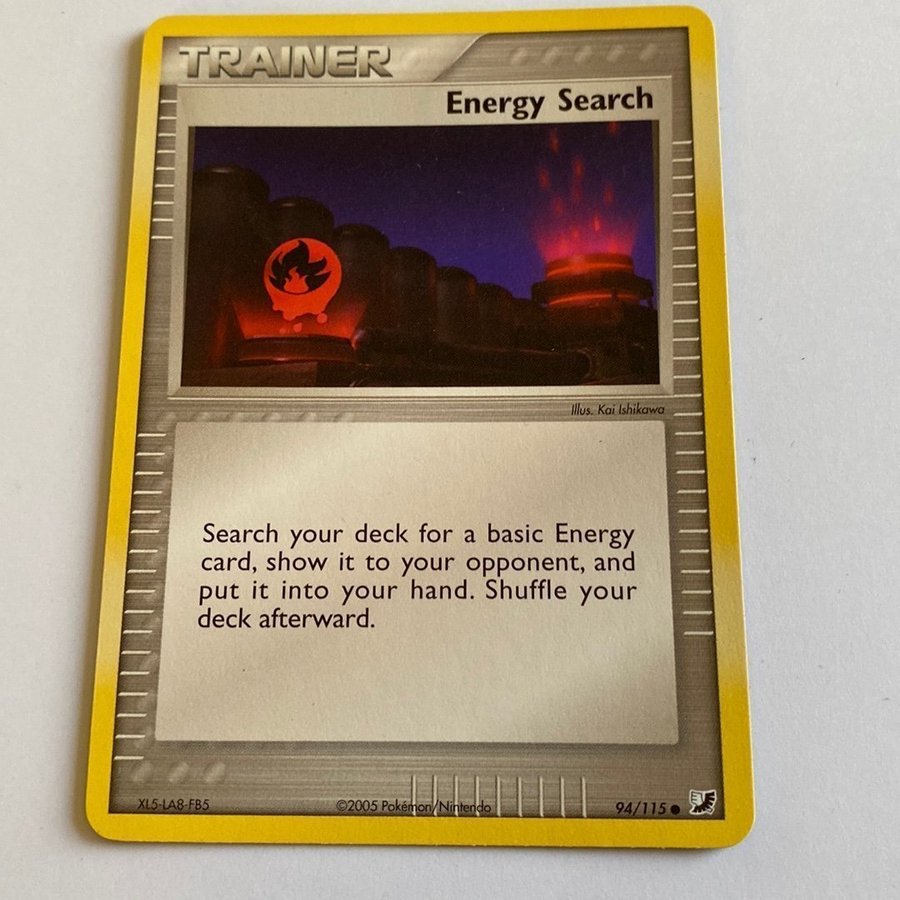 TRAINER
Energy Search
Illus. Kai Ishikawa
Search your deck for a basic Energy
card, show it to your opponent, and
put it into your hand. Shuffle your
deck afterward.
XL5-LA8-FB5
©2005 Pokémon/Nintendo
94/115